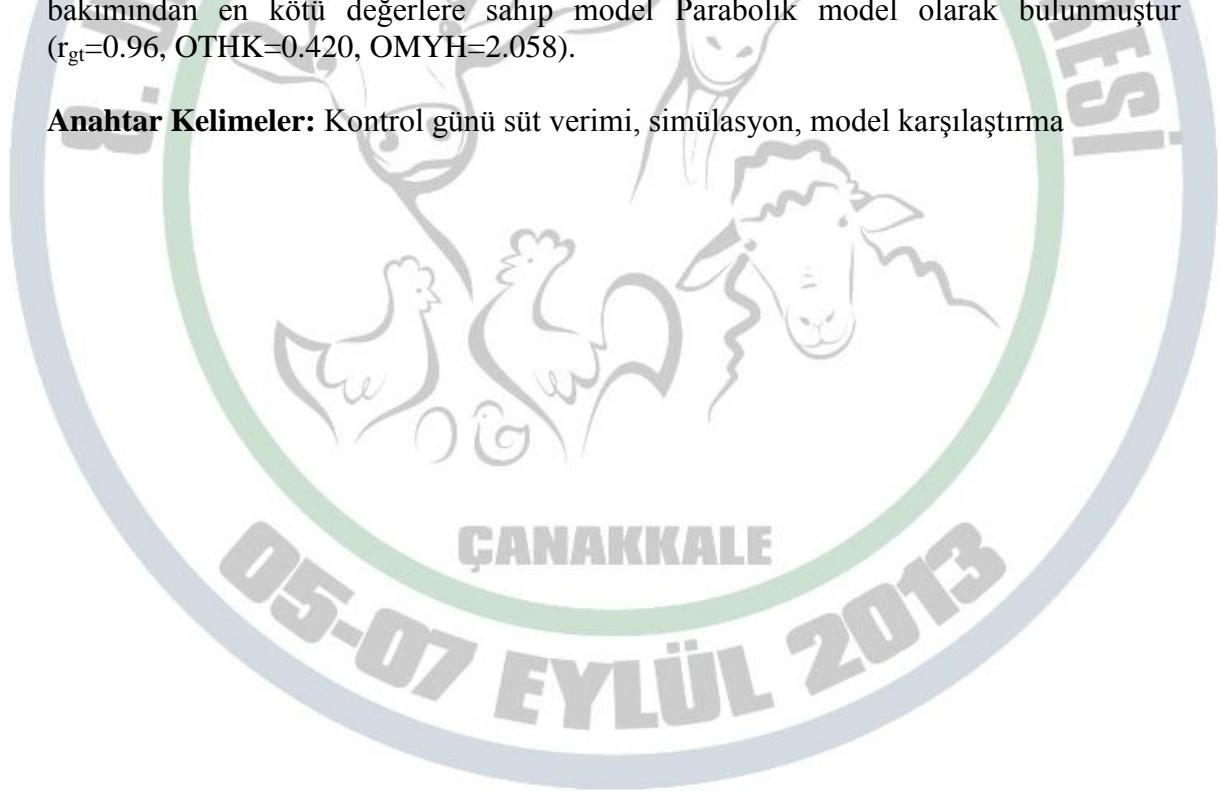 bakımından en kötü değerlere sahip model Parabolik model olarak bulunmuştur
(rgt=0.96, OTHK=0.420, OMYH=2.058).
Anahtar Kelimeler: Kontrol günü süt verimi, simülasyon, model karşılaştırma
ÇANAKKALE
05-07 EYLÜL 2013